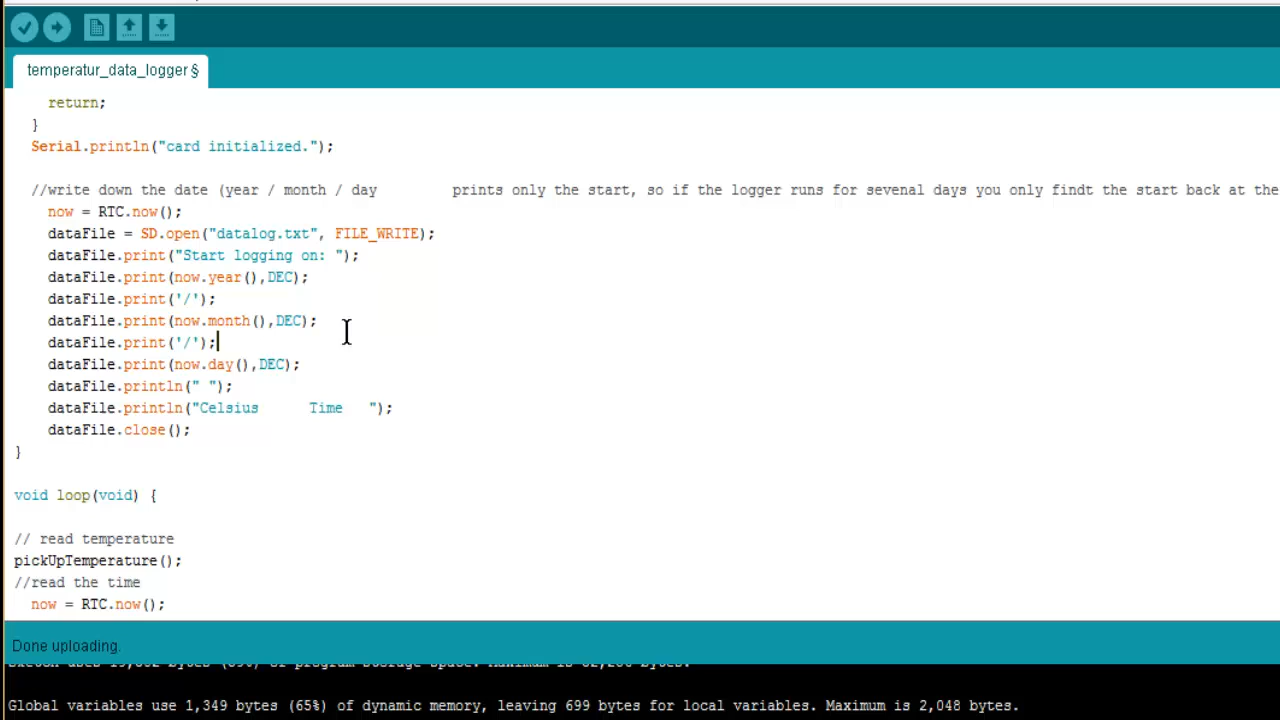 temperatur_data_logger §
return;
}
Serial.println("card initialized.");
//write down the date (year / month / day         prints only the start, so if the logger runs for sevenal days you only findt the start back at the
now = RTC.now();
dataFile = SD.open("datalog.txt", FILE_WRITE);
dataFile.print("Start logging on: ");
dataFile.print(now.year(),DEC);
dataFile.print('/');
dataFile.print(now.month(),DEC);
dataFile.print('/');
dataFile.print(now.day(),DEC);
dataFile.println(" ");
dataFile.println("Celsius      Time   ");
dataFile.close();
}
void loop(void) {
// read temperature
pickUpTemperature();
//read the time
now = RTC.now();
Done uploading.
Global variables use 1,349 bytes (65%) of dynamic memory, leaving 699 bytes for local variables. Maximum is 2,048 bytes.